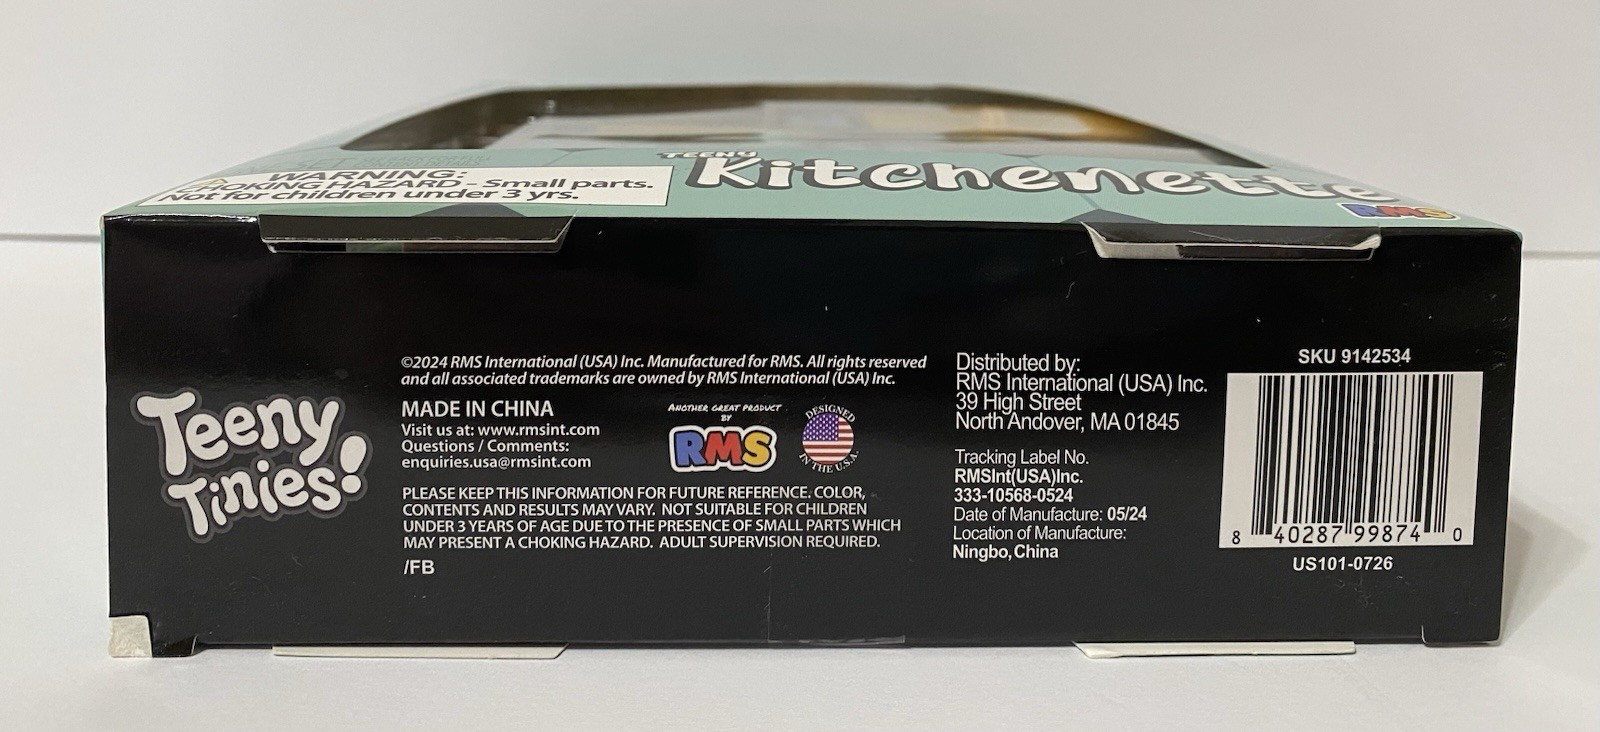 TEENY
Kitchenette
RMS
WARNING:
CHOKING HAZARD - Small parts.
Not for children under 3 yrs.
Teeny
Tinies!
©2024 RMS International (USA) Inc. Manufactured for RMS. All rights reserved
and all associated trademarks are owned by RMS International (USA) Inc.
MADE IN CHINA
Visit us at: www.rmsint.com
Questions / Comments:
enquiries.usa@rmsint.com
ANOTHER GREAT PRODUCT
BY
RMS
DESIGNED
IN THE U.S.A.
PLEASE KEEP THIS INFORMATION FOR FUTURE REFERENCE. COLOR,
CONTENTS AND RESULTS MAY VARY. NOT SUITABLE FOR CHILDREN
UNDER 3 YEARS OF AGE DUE TO THE PRESENCE OF SMALL PARTS WHICH
MAY PRESENT A CHOKING HAZARD. ADULT SUPERVISION REQUIRED.
/FB
Distributed by:
RMS International (USA) Inc.
39 High Street
North Andover, MA 01845
Tracking Label No.
RMSInt(USA)Inc.
333-10568-0524
Date of Manufacture: 05/24
Location of Manufacture:
Ningbo, China
SKU 9142534
8 40287 99874 0
US101-0726